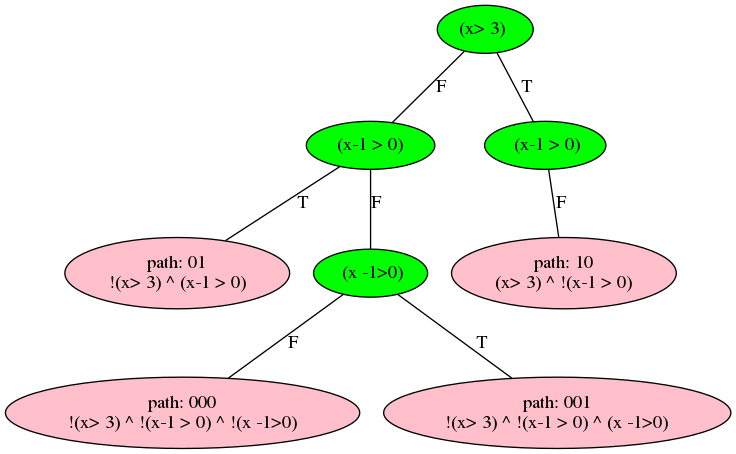 (x> 3)
F
T
(x-1 > 0)
(x-1 > 0)
T
F
F
path: 01
!(x> 3) ^ (x-1 > 0)
(x -1>0)
path: 10
(x> 3) ^ !(x-1 > 0)
F
T
path: 000
!(x> 3) ^ !(x-1 > 0) ^ !(x -1>0)
path: 001
!(x> 3) ^ !(x-1 > 0) ^ (x -1>0)